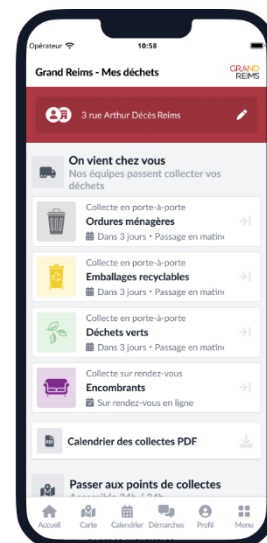 Opérateur 10:58
Grand Reims - Mes déchets
GRAND
REIMS
3 rue Arthur Décès Reims
On vient chez vous
Nos équipes passent collecter vos
déchets
Collecte en porte-à-porte
Ordures ménagères
Dans 3 jours • Passage en matin
Collecte en porte-à-porte
Emballages recyclables
Dans 3 jours • Passage en matin
Collecte en porte-à-porte
Déchets verts
Dans 3 jours • Passage en matin
Collecte sur rendez-vous
Encombrants
Sur rendez-vous en ligne
Calendrier des collectes PDF
Passer aux points de collectes
Accueil Carte Calendrier Démarches Profil Menu